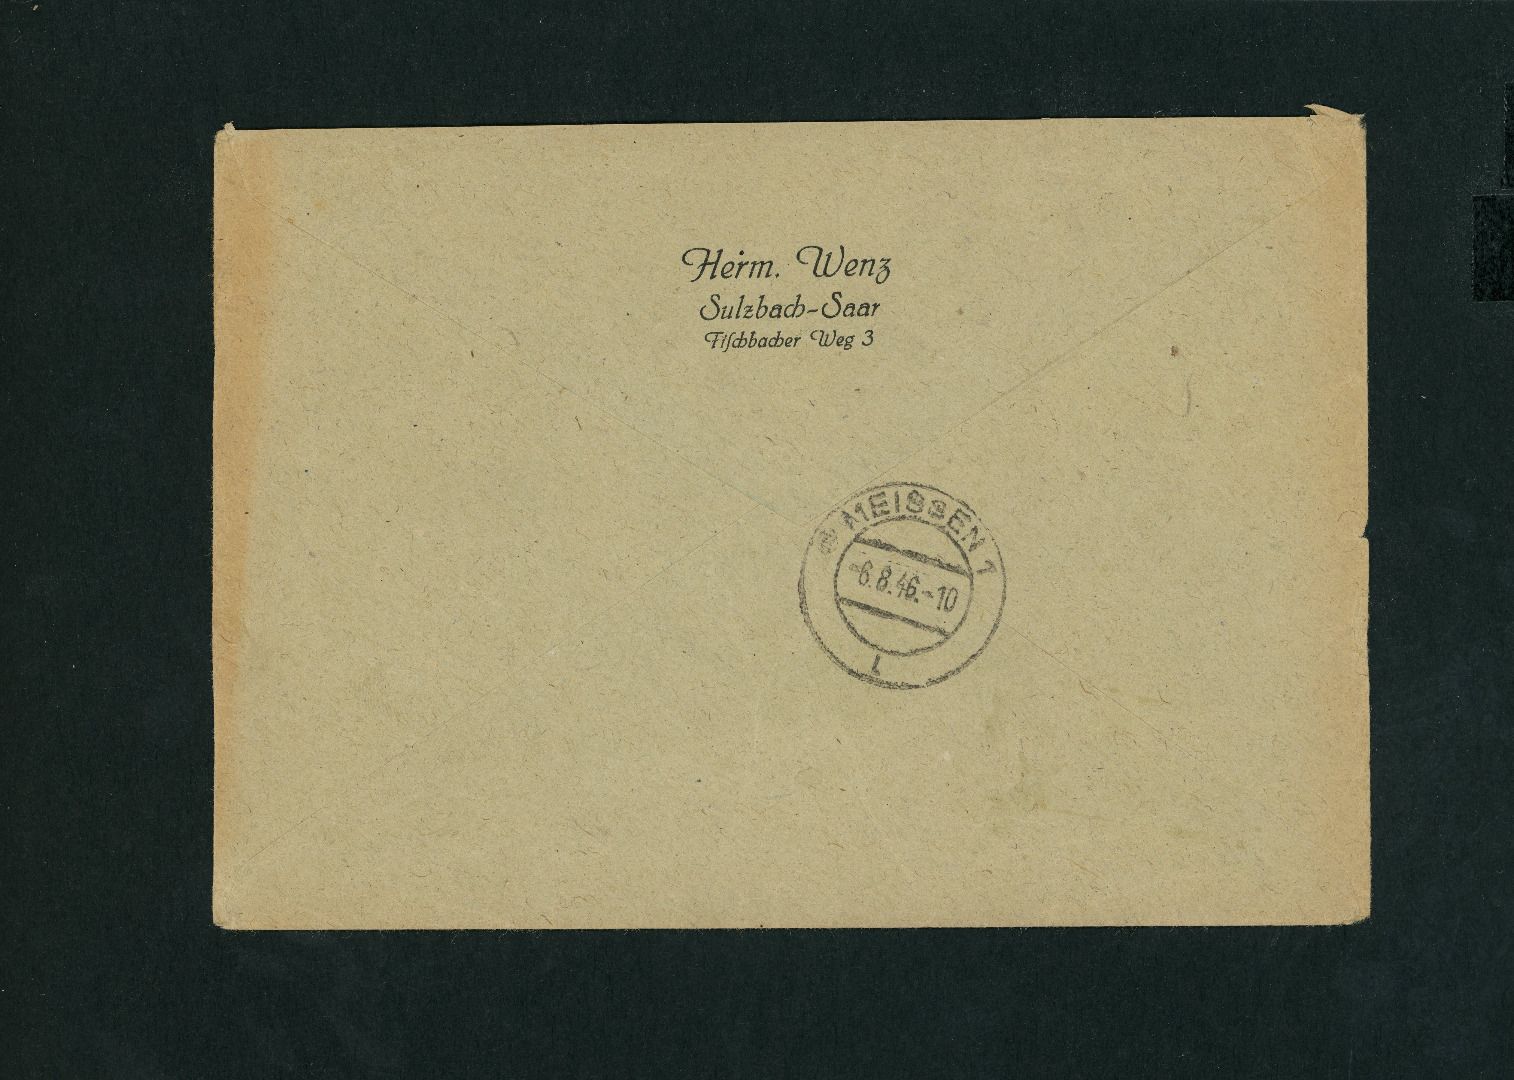 Herm. Wenz
Sulzbach-Saar
Fiſchbacher Weg 3
MEISSEN 1
-6.8.46.-10